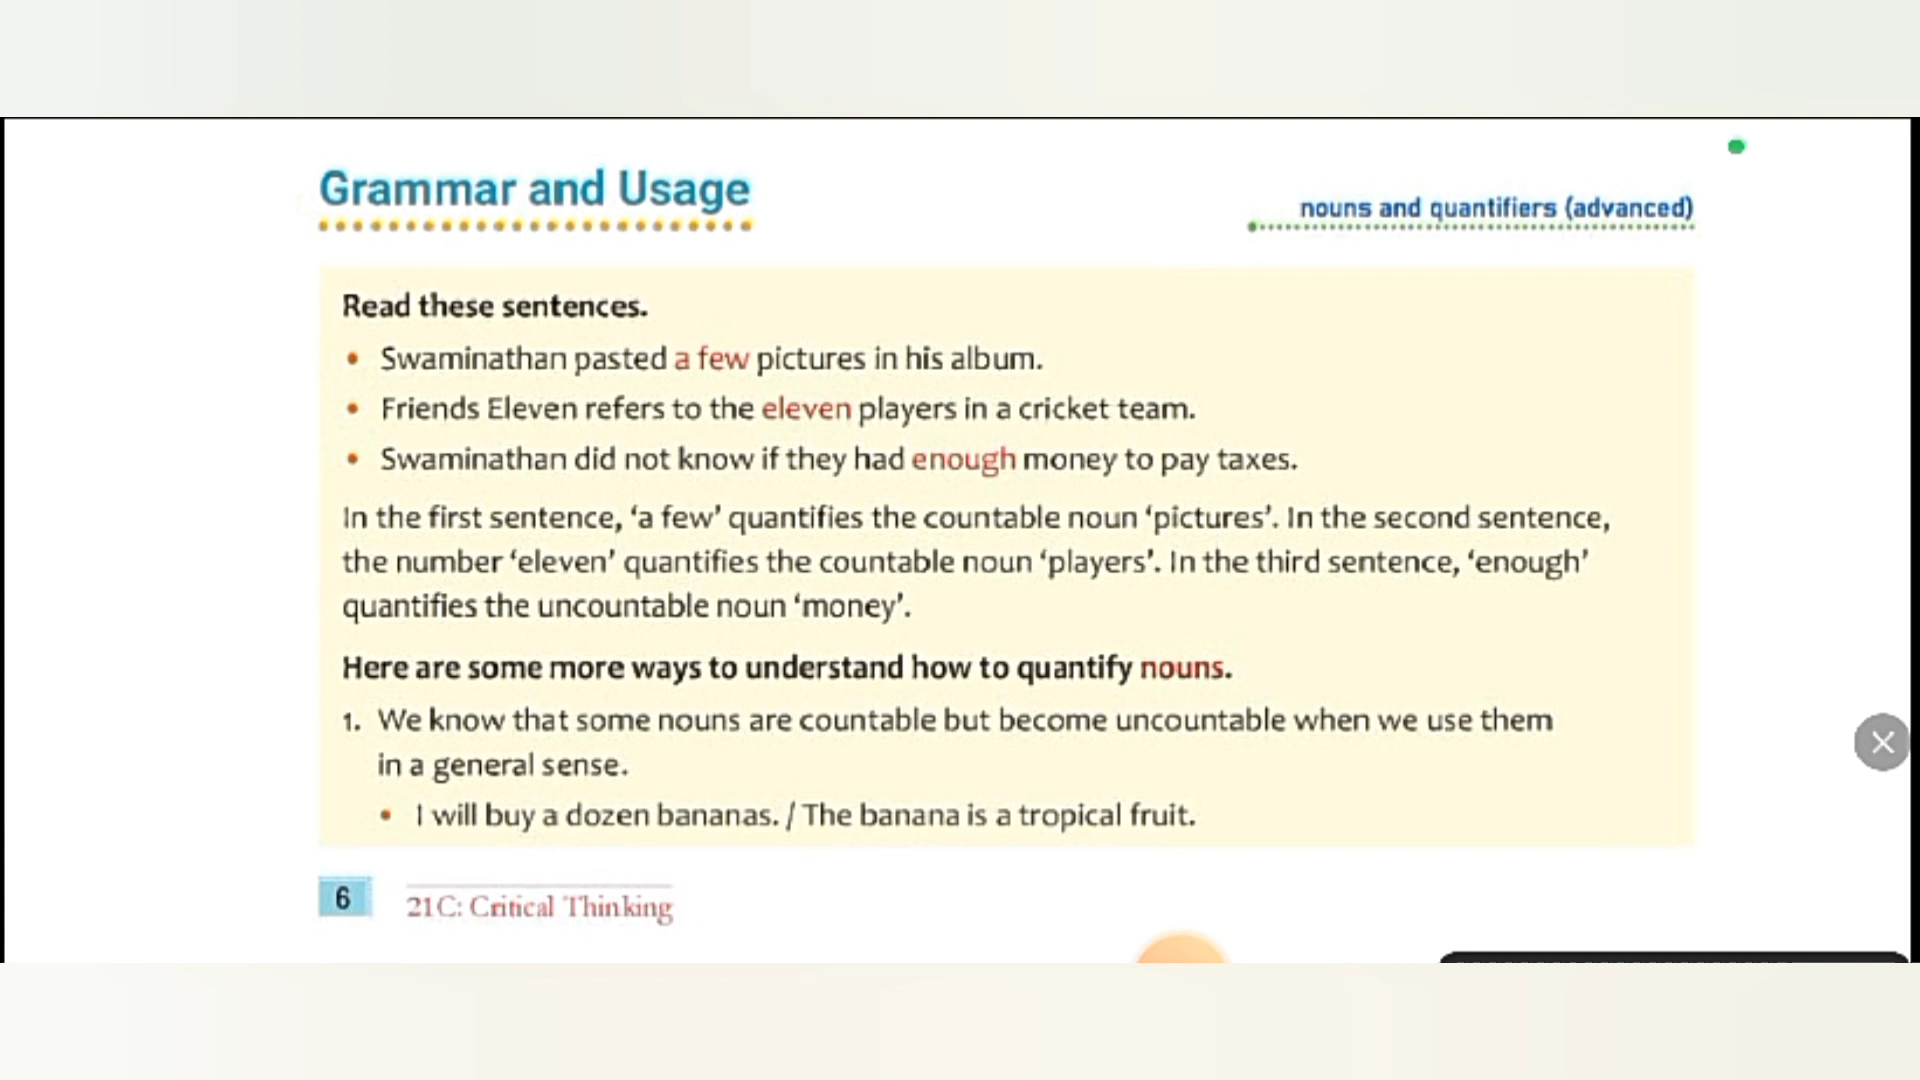 Grammar and Usage
nouns and quantifiers (advanced)
Read these sentences.
• Swaminathan pasted a few pictures in his album.
• Friends Eleven refers to the eleven players in a cricket team.
• Swaminathan did not know if they had enough money to pay taxes.
In the first sentence, ‘a few’ quantifies the countable noun ‘pictures’. In the second sentence,
the number ‘eleven’ quantifies the countable noun ‘players’. In the third sentence, ‘enough’
quantifies the uncountable noun ‘money’.
Here are some more ways to understand how to quantify nouns.
1. We know that some nouns are countable but become uncountable when we use them
in a general sense.
• I will buy a dozen bananas. / The banana is a tropical fruit.
6
21C: Critical Thinking